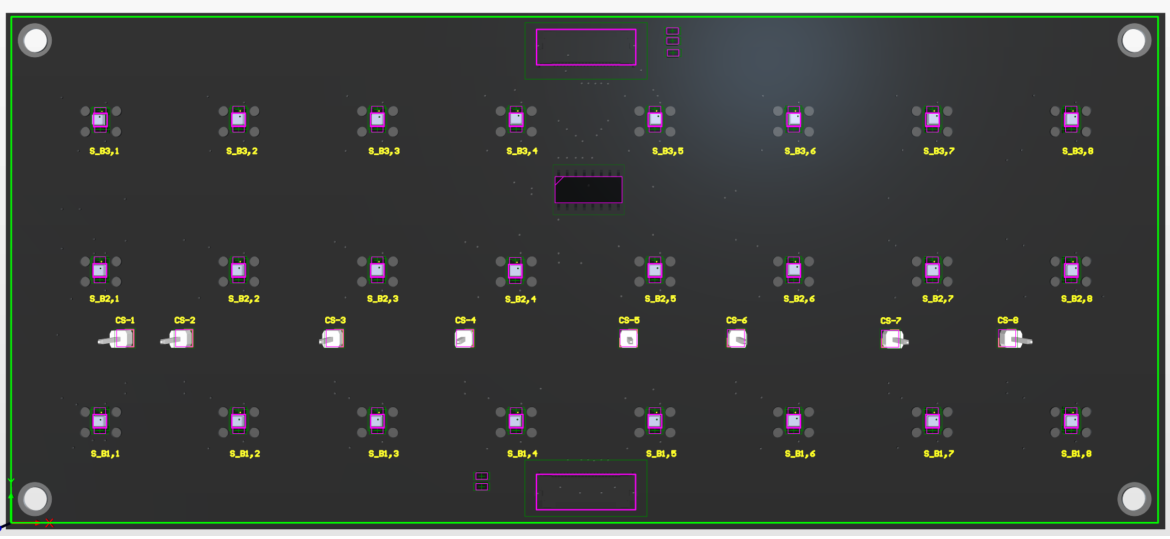 S_B3,1 S_B3,2 S_B3,3 S_B3,4 S_B3,5 S_B3,6 S_B3,7 S_B3,8
S_B2,1 S_B2,2 S_B2,3 S_B2,4 S_B2,5 S_B2,6 S_B2,7 S_B2,8
CS-1 CS-2 CS-3 CS-4 CS-5 CS-6 CS-7 CS-8
S_B1,1 S_B1,2 S_B1,3 S_B1,4 S_B1,5 S_B1,6 S_B1,7 S_B1,8
X